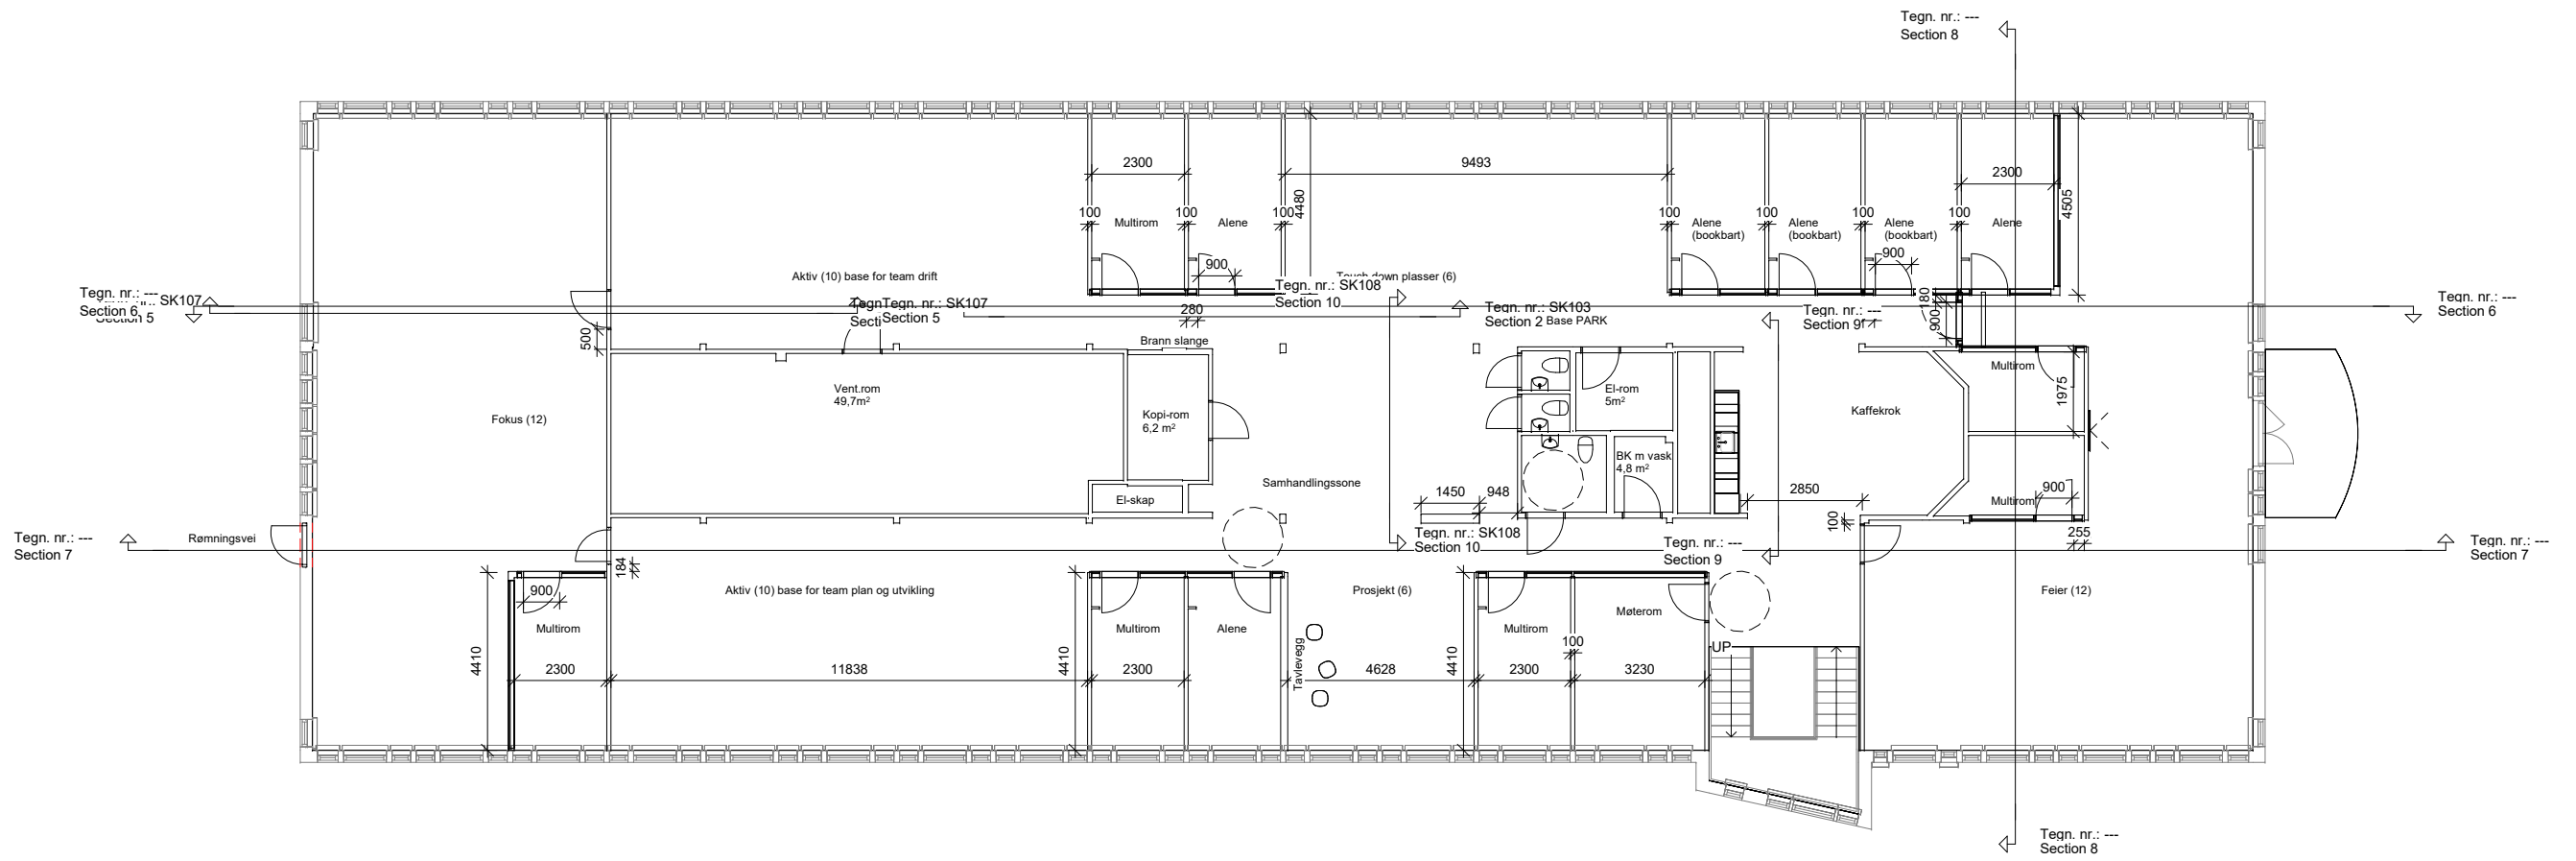 Tegn. nr.: ---
Section 8
2300
9493
2300
100
100
100
4480
100
100
100
100
4505
Multirom
Alene
Alene
(bookbart)
Alene
(bookbart)
Alene
(bookbart)
Alene
900
900
Aktiv (10) base for team drift
Touch down plasser (6)
Tegn. nr.: ---
Section 6
SK107
Section 5
Tegn. nr.: SK107
Section 5
Tegn. nr.: SK108
Section 10
280
Tegn. nr.: SK103
Section 2
Base PARK
Tegn. nr.: ---
Section 9
180
900
Tegn. nr.: ---
Section 6
500
Brann slange
Multirom
1975
Vent.rom
49,7m²
Kopi-rom
6,2 m²
El-rom
5m²
Kaffekrok
Fokus (12)
BK m vask
4,8 m²
Samhandlingssone
El-skap
1450
948
2850
Multirom
900
100
255
Tegn. nr.: ---
Section 7
Rømningsvei
Tegn. nr.: SK108
Section 10
Tegn. nr.: ---
Section 9
Tegn. nr.: ---
Section 7
184
900
Aktiv (10) base for team plan og utvikling
Prosjekt (6)
Feier (12)
Multirom
Multirom
Alene
Multirom
Møterom
100
UP
Tavlevegg
4410
2300
11838
4410
2300
4628
4410
2300
3230
Tegn. nr.: ---
Section 8